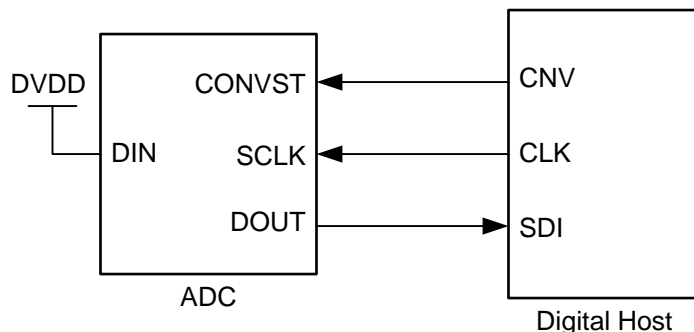 DVDD
CONVST
CNV
DIN
SCLK
CLK
DOUT
SDI
ADC
Digital Host